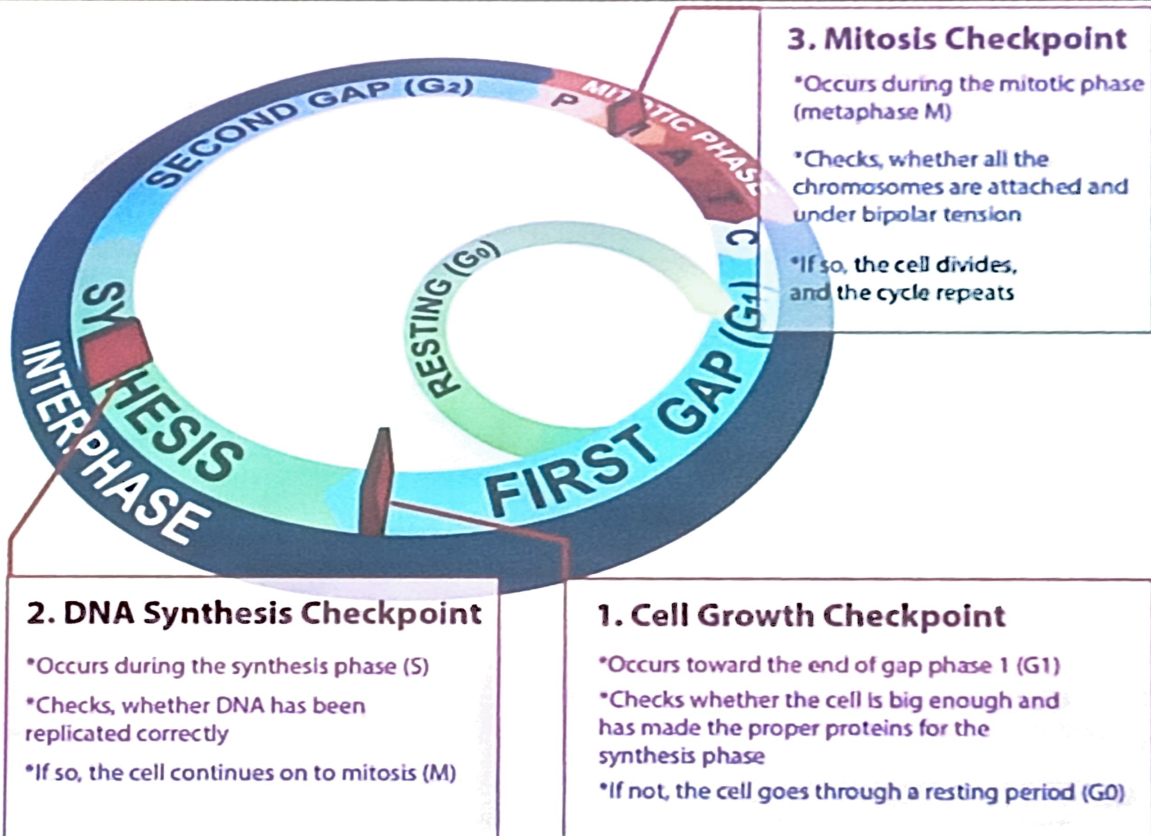 3. Mitosis Checkpoint
*Occurs during the mitotic phase
(metaphase M)
*Checks, whether all the
chromosomes are attached and
under bipolar tension
*If so, the cell divides,
and the cycle repeats
SECOND GAP (G2)
MITOTIC PHASE
P
M
A
T
C
RESTING (G0)
FIRST GAP (G1)
SY
HESIS
INTERPHASE
2. DNA Synthesis Checkpoint
*Occurs during the synthesis phase (S)
*Checks, whether DNA has been
replicated correctly
*If so, the cell continues on to mitosis (M)
1. Cell Growth Checkpoint
*Occurs toward the end of gap phase 1 (G1)
*Checks whether the cell is big enough and
has made the proper proteins for the
synthesis phase
*If not, the cell goes through a resting period (G0)